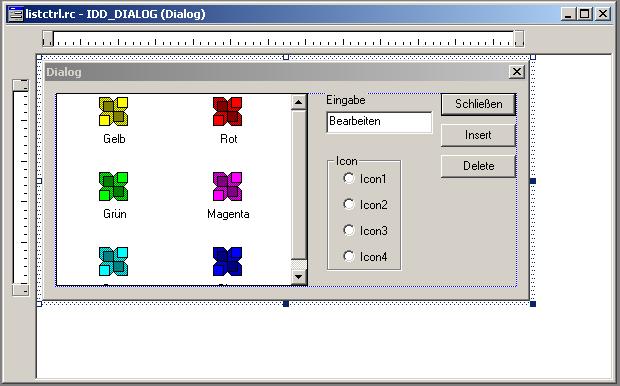 listctrl.rc - IDD_DIALOG (Dialog)
Dialog
Gelb
Rot
Grün
Magenta
Eingabe
Bearbeiten
Icon
Icon1
Icon2
Icon3
Icon4
Schließen
Insert
Delete